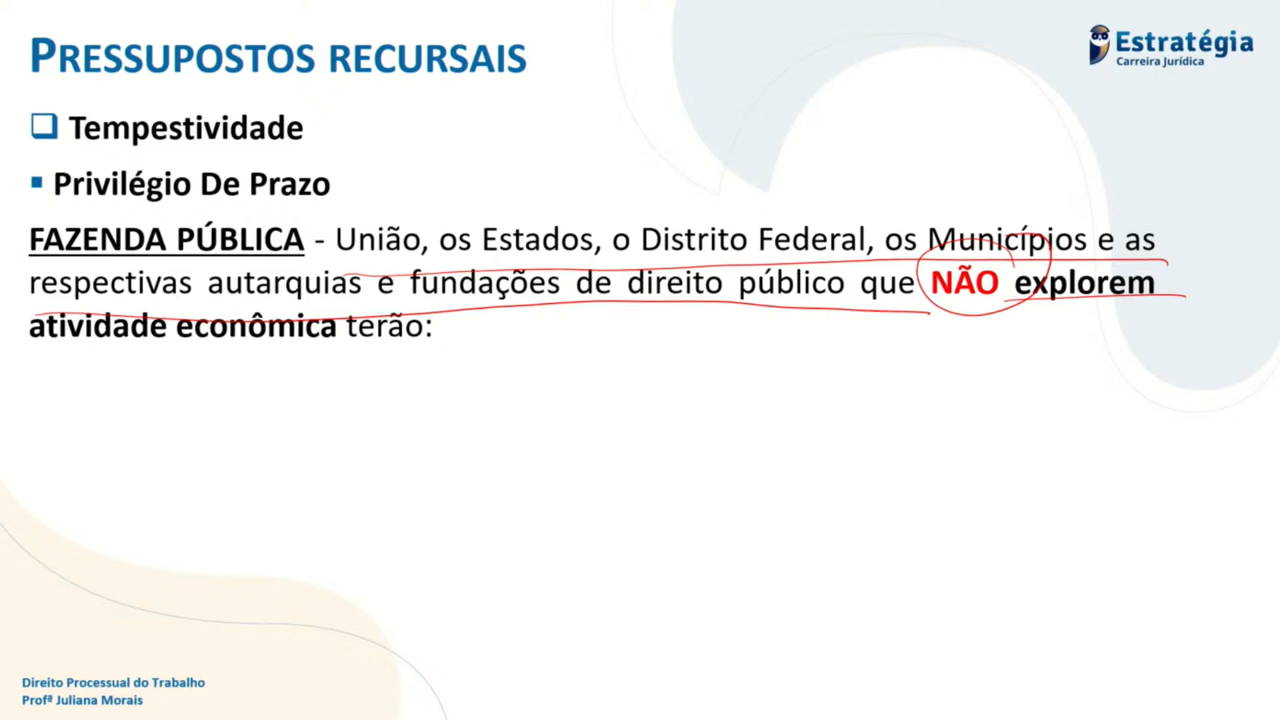 PRESSUPOSTOS RECURSAIS
Estratégia
Carreira Jurídica
Tempestividade
Privilégio De Prazo
FAZENDA PÚBLICA - União, os Estados, o Distrito Federal, os Municípios e as
respectivas autarquias e fundações de direito público que NÃO explorem
atividade econômica terão:
Direito Processual do Trabalho
Profª Juliana Morais